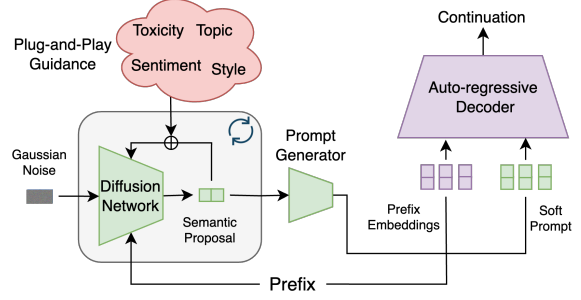 Continuation
Plug-and-Play
Guidance
Toxicity Topic
Sentiment Style
Auto-regressive
Decoder
Prompt
Generator
Gaussian
Noise
Diffusion
Network
Semantic
Proposal
Prefix
Embeddings
Soft
Prompt
Prefix